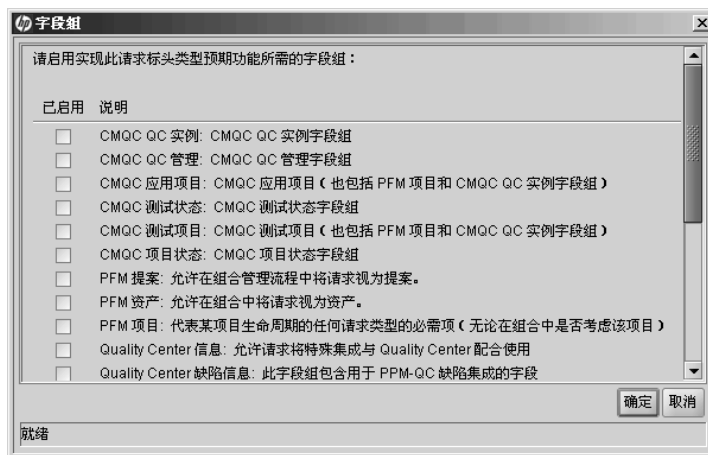 hp 字段组
请启用实现此请求标头类型预期功能所需的字段组：
已启用 说明
CMQC QC 实例: CMQC QC 实例字段组
CMQC QC 管理: CMQC QC 管理字段组
CMQC 应用项目: CMQC 应用项目（也包括 PFM 项目和 CMQC QC 实例字段组）
CMQC 测试状态: CMQC 测试状态字段组
CMQC 测试项目: CMQC 测试项目（也包括 PFM 项目和 CMQC QC 实例字段组）
CMQC 项目状态: CMQC 项目状态字段组
PFM 提案: 允许在组合管理流程中将请求视为提案。
PFM 资产: 允许在组合中将请求视为资产。
PFM 项目: 代表某项目生命周期的任何请求类型的必需项（无论在组合中是否考虑该项目）
Quality Center 信息: 允许请求将特殊集成与 Quality Center 配合使用
Quality Center 缺陷信息: 此字段组包含用于 PPM-QC 缺陷集成的字段
确定 取消
就绪